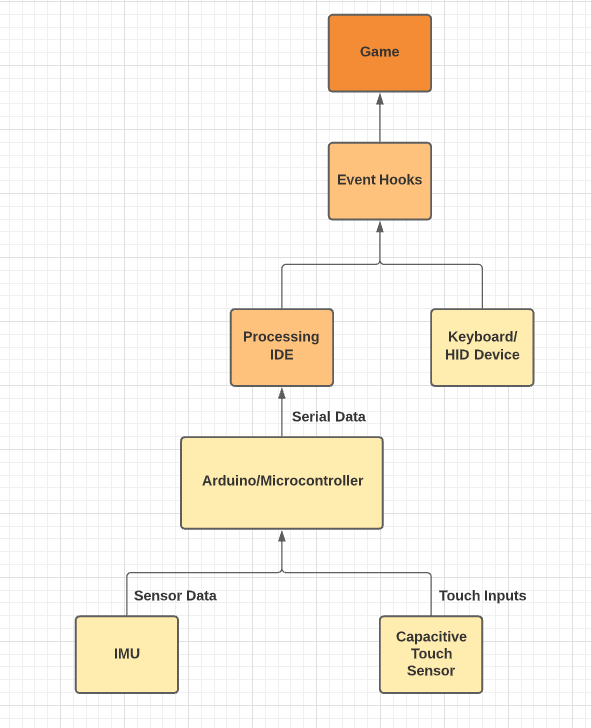 Game
Event Hooks
Processing
IDE
Keyboard/
HID Device
Serial Data
Arduino/Microcontroller
Sensor Data
Touch Inputs
IMU
Capacitive
Touch
Sensor